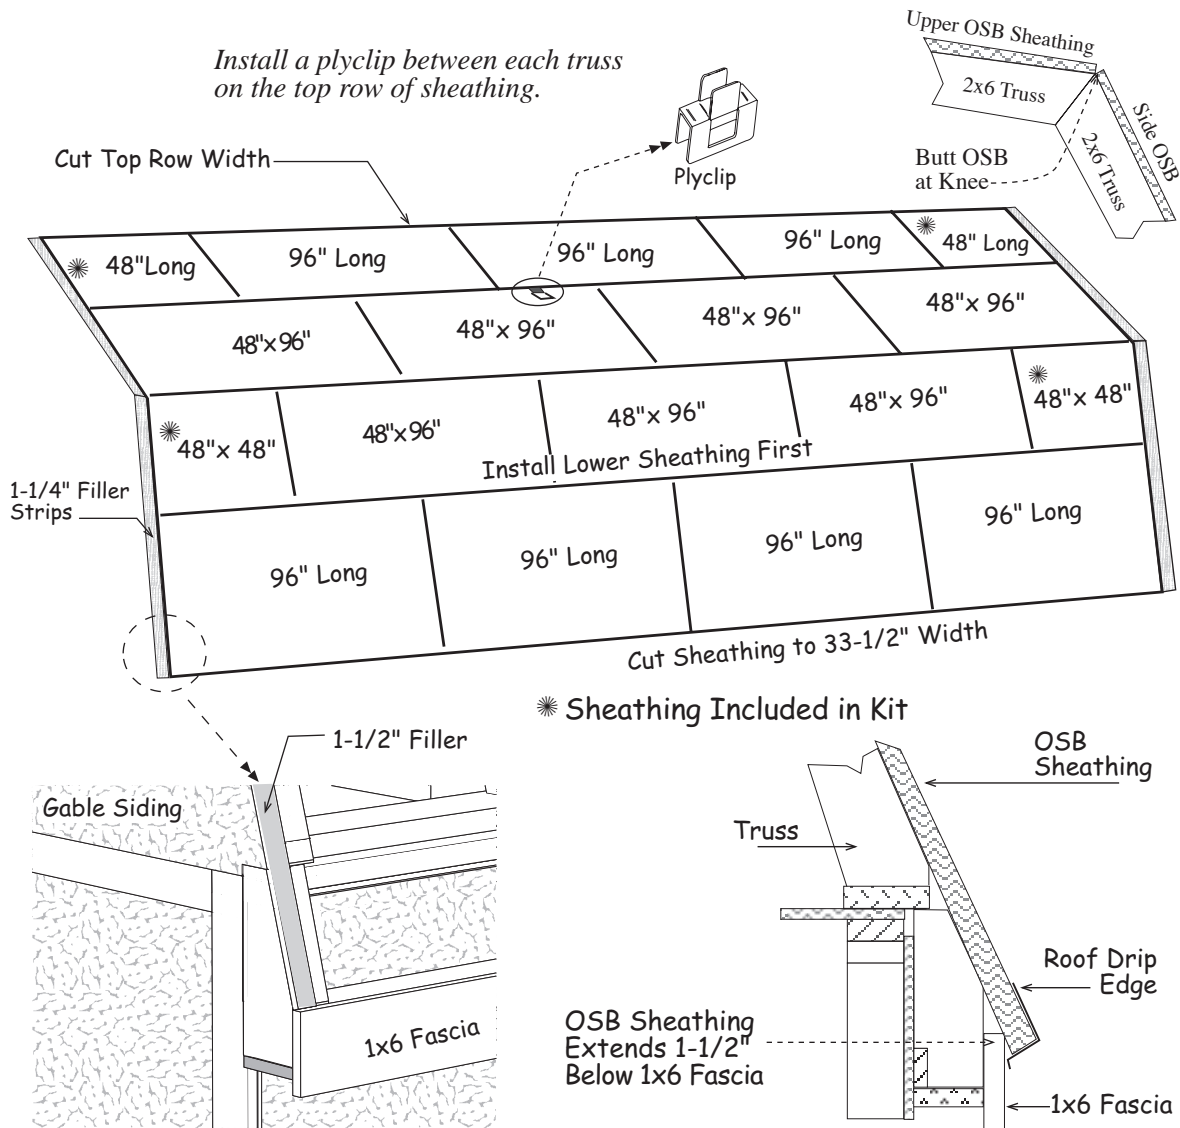 Upper OSB Sheathing
Install a plyclip between each truss
on the top row of sheathing.
2x6 Truss
Side OSB
Cut Top Row Width
Plyclip
Butt OSB
at Knee
2x6 Truss
48"Long
96" Long
96" Long
96" Long
48" Long
48"x96"
48"x 96"
48"x 96"
48"x 96"
48"x 48"
48"x96"
48"x 96"
48"x 96"
48"x 48"
Install Lower Sheathing First
1-1/4" Filler
Strips
96" Long
96" Long
96" Long
96" Long
Cut Sheathing to 33-1/2" Width
Sheathing Included in Kit
1-1/2" Filler
Gable Siding
1x6 Fascia
OSB
Sheathing
Truss
Roof Drip
Edge
OSB Sheathing
Extends 1-1/2"
Below 1x6 Fascia
1x6 Fascia